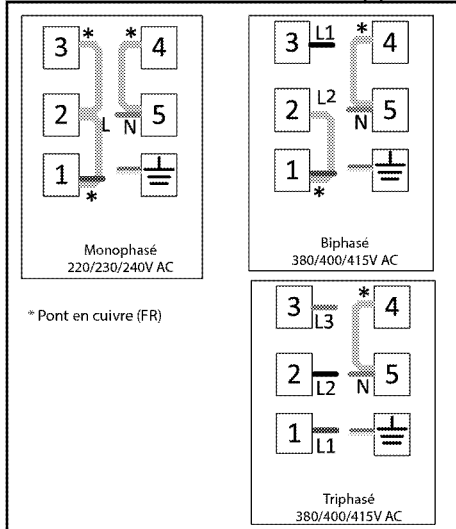 3 * * 4
2 L N 5
1 *
Monophasé
220/230/240V AC
3 L1 * 4
2 L2 N 5
1 *
Biphasé
380/400/415V AC
* Pont en cuivre (FR)
3 L3 * 4
2 L2 N 5
1 L1
Triphasé
380/400/415V AC